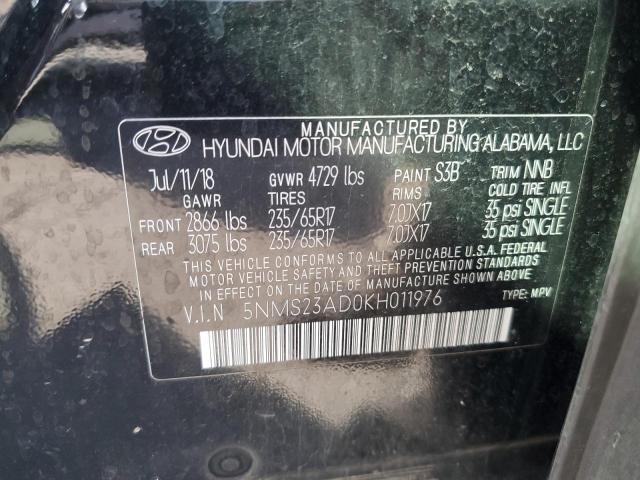 MANUFACTURED BY
HYUNDAI MOTOR MANUFACTURING ALABAMA, LLC
Jul/11/18 GVWR 4729 lbs PAINT S3B TRIM NNB
GAWR TIRES RIMS COLD TIRE INFL
FRONT 2866 lbs 235/65R17 7.0JX17 35 psi SINGLE
REAR 3075 lbs 235/65R17 7.0JX17 35 psi SINGLE
THIS VEHICLE CONFORMS TO ALL APPLICABLE U.S.A. FEDERAL
MOTOR VEHICLE SAFETY AND THEFT PREVENTION STANDARDS
IN EFFECT ON THE DATE OF MANUFACTURE SHOWN ABOVE.
V.I.N 5NMS23AD0KH011976 TYPE: MPV